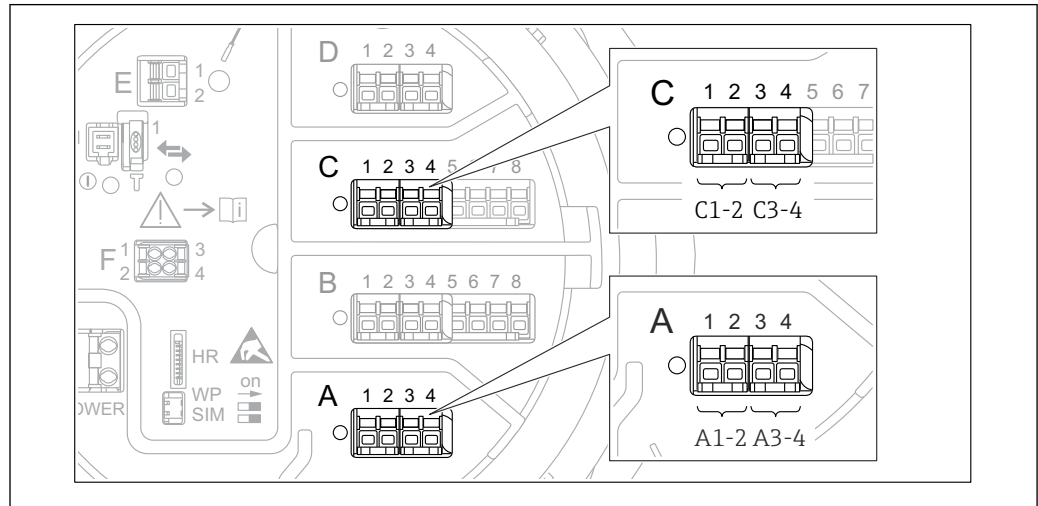 D 1 2 3 4
E 1
2
1
C 1 2 3 4 5 6 7 8
C 1 2 3 4 5 6 7
C1-2 C3-4
i
F 1 3
2 4
B 1 2 3 4 5 6 7 8
A 1 2 3 4
A1-2 A3-4
HR
WP on
SIM
OWER
A 1 2 3 4